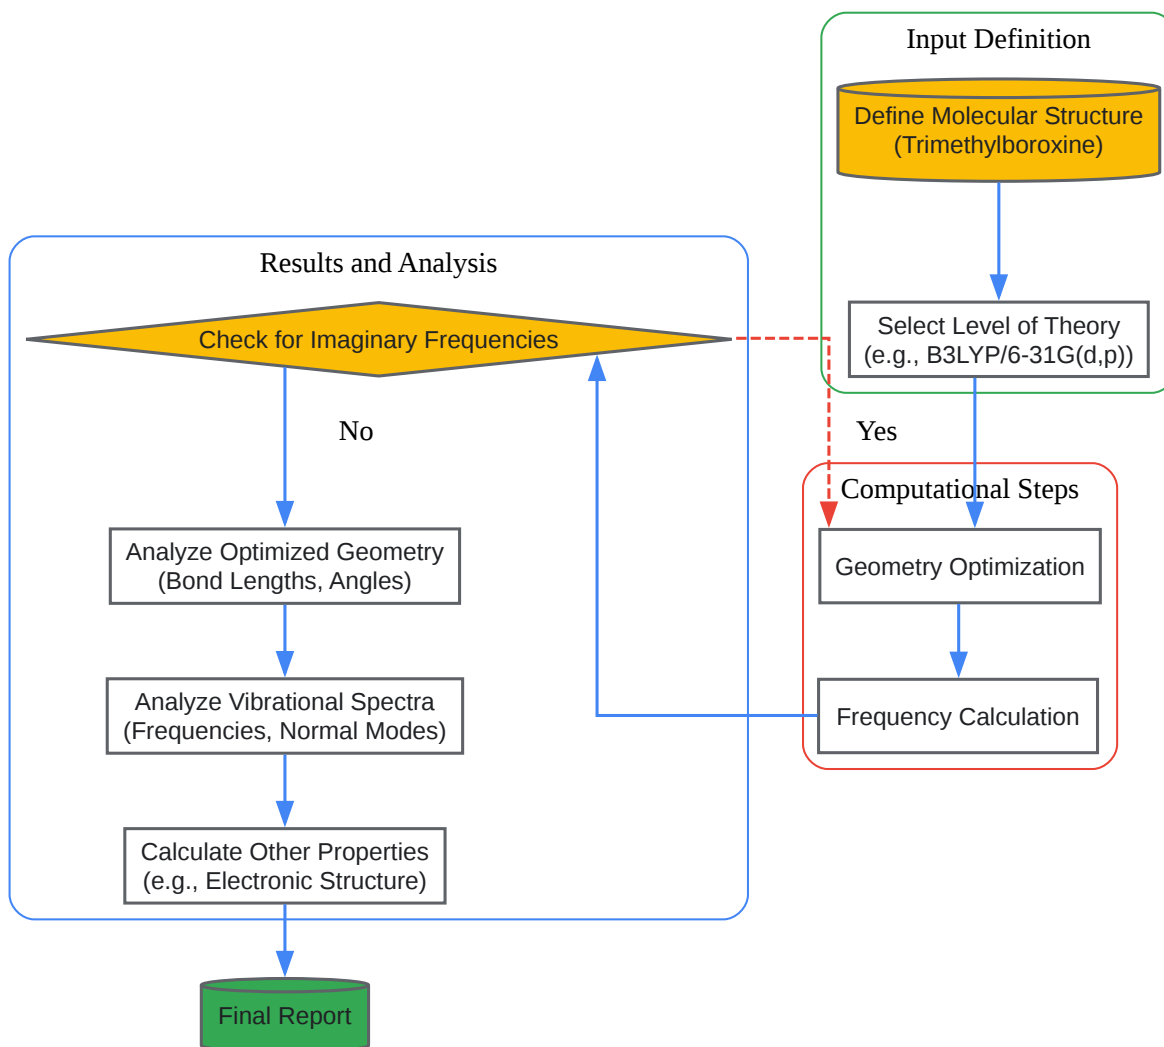 Input Definition
Define Molecular Structure
(Trimethylboroxine)
Select Level of Theory
(e.g., B3LYP/6-31G(d,p))
Results and Analysis
Check for Imaginary Frequencies
No
Yes
Computational Steps
Geometry Optimization
Frequency Calculation
Analyze Optimized Geometry
(Bond Lengths, Angles)
Analyze Vibrational Spectra
(Frequencies, Normal Modes)
Calculate Other Properties
(e.g., Electronic Structure)
Final Report